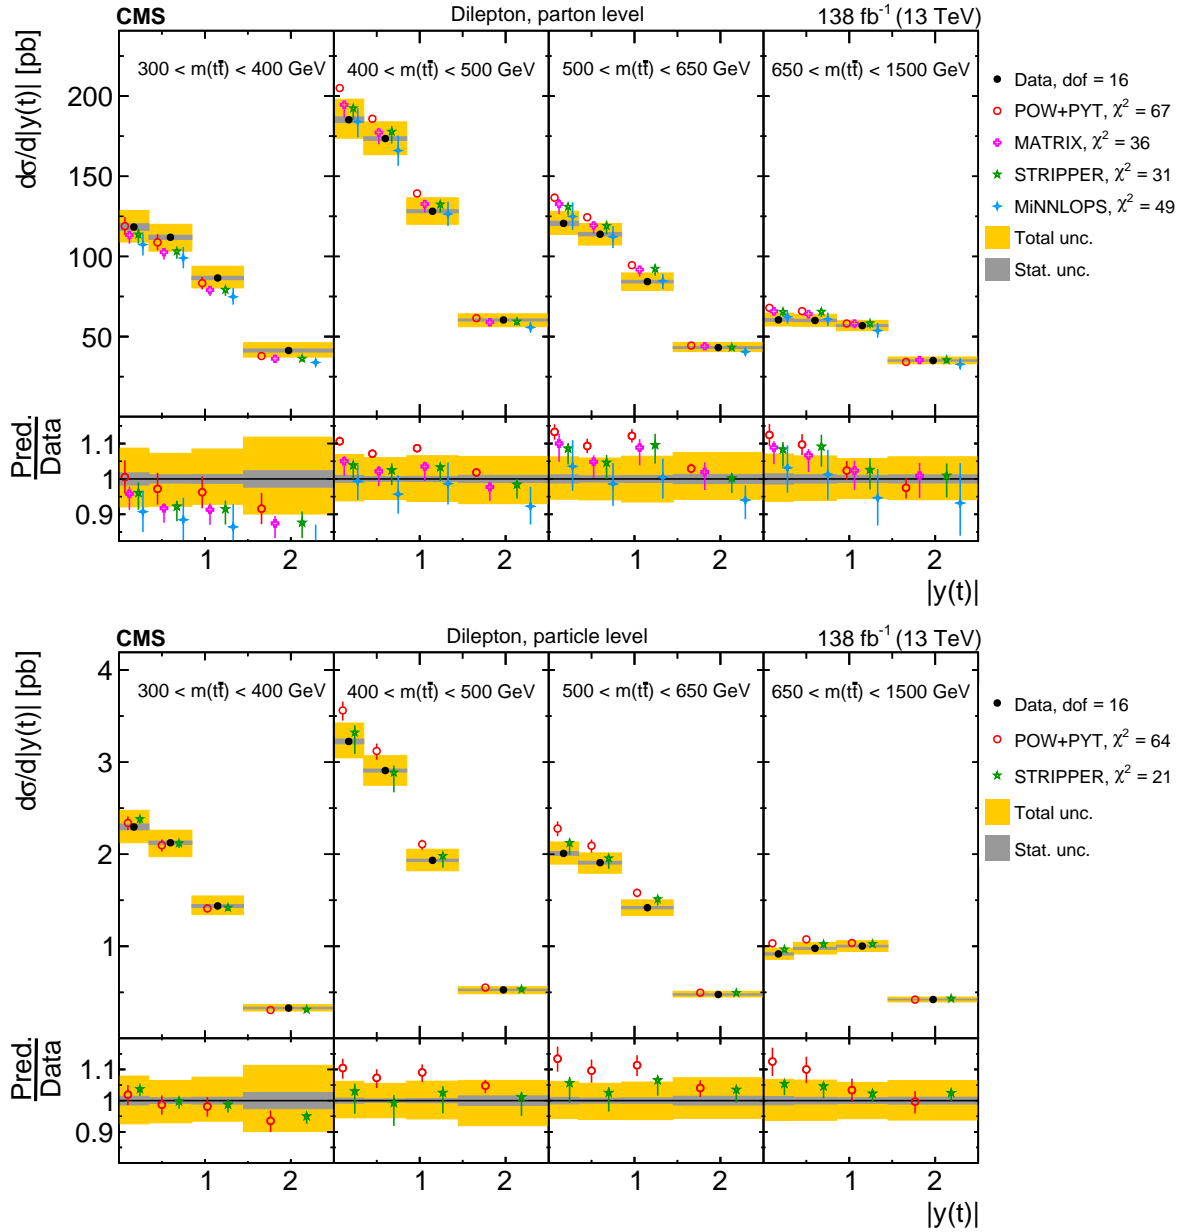 CMS Dilepton, parton level 138 fb⁻¹ (13 TeV)
dσ/d|y(t)| [pb]
300 < m(tt̄) < 400 GeV 400 < m(tt̄) < 500 GeV 500 < m(tt̄) < 650 GeV 650 < m(tt̄) < 1500 GeV
200
150
100
50
Data, dof = 16
POW+PYT, χ² = 67
MATRIX, χ² = 36
STRIPPER, χ² = 31
MiNNLOPS, χ² = 49
Total unc.
Stat. unc.
Pred.
Data
1.1
1
0.9
1 2 1 2 1 2 1 2
|y(t)|
CMS Dilepton, particle level 138 fb⁻¹ (13 TeV)
dσ/d|y(t)| [pb]
300 < m(tt̄) < 400 GeV 400 < m(tt̄) < 500 GeV 500 < m(tt̄) < 650 GeV 650 < m(tt̄) < 1500 GeV
4
3
2
1
Data, dof = 16
POW+PYT, χ² = 64
STRIPPER, χ² = 21
Total unc.
Stat. unc.
Pred.
Data
1.1
1
0.9
1 2 1 2 1 2 1 2
|y(t)|